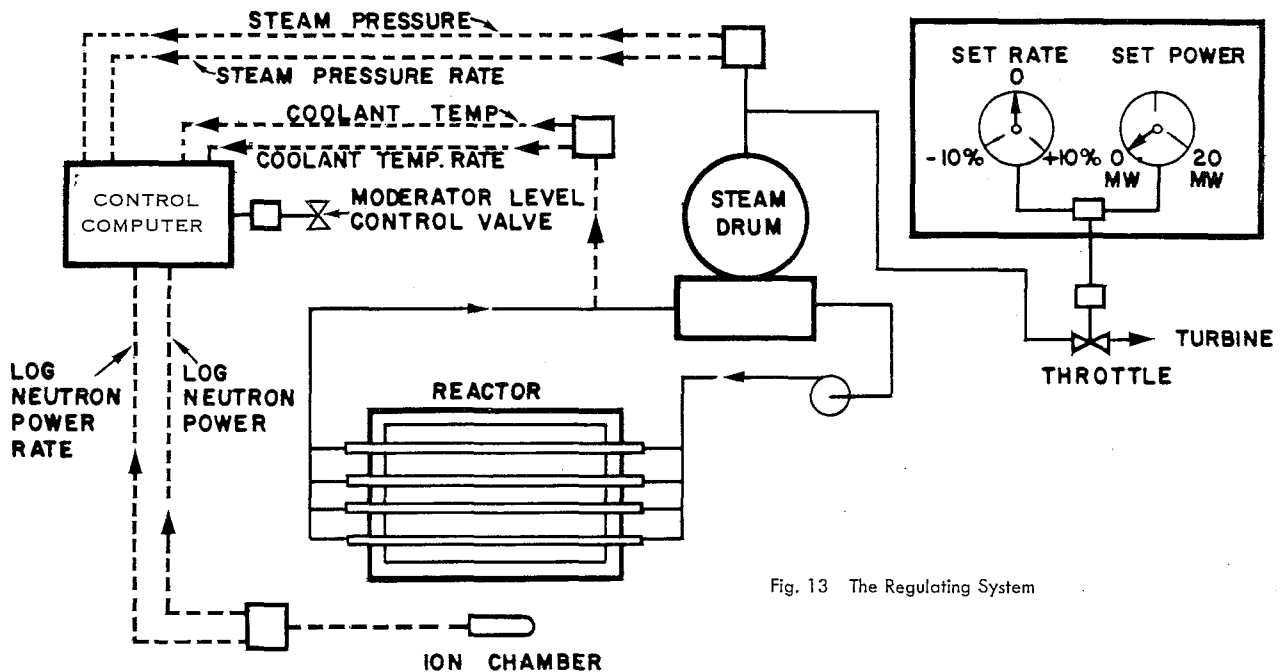 STEAM PRESSURE
STEAM PRESSURE RATE
COOLANT TEMP
COOLANT TEMP. RATE
CONTROL
COMPUTER
MODERATOR LEVEL
CONTROL VALVE
STEAM
DRUM
SET RATE
SET POWER
0
-10%
+10%
0
MW
20
MW
TURBINE
THROTTLE
LOG
NEUTRON
POWER
RATE
LOG
NEUTRON
POWER
REACTOR
Fig. 13 The Regulating System
ION CHAMBER